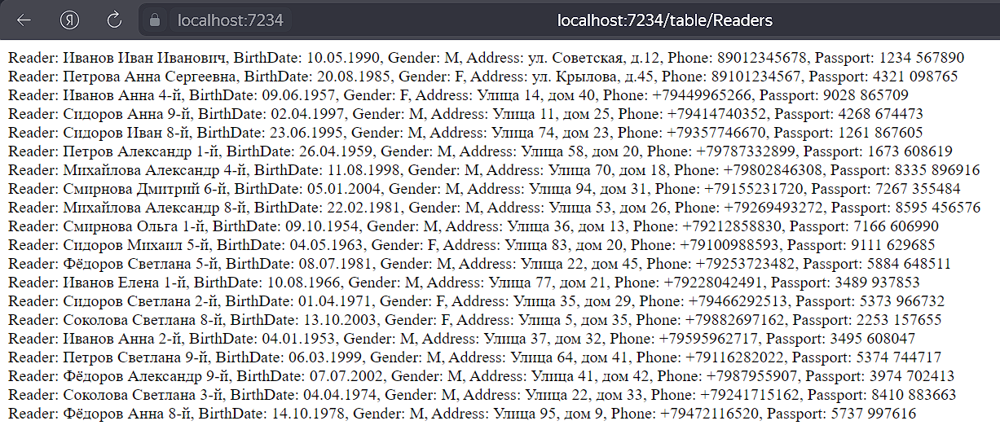 Я localhost:7234 localhost:7234/table/Readers
Reader: Иванов Иван Иванович, BirthDate: 10.05.1990, Gender: M, Address: ул. Советская, д.12, Phone: 89012345678, Passport: 1234 567890
Reader: Петрова Анна Сергеевна, BirthDate: 20.08.1985, Gender: F, Address: ул. Крылова, д.45, Phone: 89101234567, Passport: 4321 098765
Reader: Иванов Анна 4-й, BirthDate: 09.06.1957, Gender: F, Address: Улица 14, дом 40, Phone: +79449965266, Passport: 9028 865709
Reader: Сидоров Анна 9-й, BirthDate: 02.04.1997, Gender: M, Address: Улица 11, дом 25, Phone: +79414740352, Passport: 4268 674473
Reader: Сидоров Иван 8-й, BirthDate: 23.06.1995, Gender: M, Address: Улица 74, дом 23, Phone: +79357746670, Passport: 1261 867605
Reader: Петров Александр 1-й, BirthDate: 26.04.1959, Gender: M, Address: Улица 58, дом 20, Phone: +79787332899, Passport: 1673 608619
Reader: Михайлова Александр 4-й, BirthDate: 11.08.1998, Gender: M, Address: Улица 70, дом 18, Phone: +79802846308, Passport: 8335 896916
Reader: Смирнова Дмитрий 6-й, BirthDate: 05.01.2004, Gender: M, Address: Улица 94, дом 31, Phone: +79155231720, Passport: 7267 355484
Reader: Михайлова Александр 8-й, BirthDate: 22.02.1981, Gender: M, Address: Улица 53, дом 26, Phone: +79269493272, Passport: 8595 456576
Reader: Смирнова Ольга 1-й, BirthDate: 09.10.1954, Gender: M, Address: Улица 36, дом 13, Phone: +79212858830, Passport: 7166 606990
Reader: Сидоров Михаил 5-й, BirthDate: 04.05.1963, Gender: F, Address: Улица 83, дом 20, Phone: +79100988593, Passport: 9111 629685
Reader: Фёдоров Светлана 5-й, BirthDate: 08.07.1981, Gender: M, Address: Улица 22, дом 45, Phone: +79253723482, Passport: 5884 648511
Reader: Иванов Елена 1-й, BirthDate: 10.08.1966, Gender: M, Address: Улица 77, дом 21, Phone: +79228042491, Passport: 3489 937853
Reader: Сидоров Светлана 2-й, BirthDate: 01.04.1971, Gender: F, Address: Улица 35, дом 29, Phone: +79466292513, Passport: 5373 966732
Reader: Соколова Светлана 8-й, BirthDate: 13.10.2003, Gender: F, Address: Улица 5, дом 35, Phone: +79882697162, Passport: 2253 157655
Reader: Иванов Анна 2-й, BirthDate: 04.01.1953, Gender: M, Address: Улица 37, дом 32, Phone: +79595962717, Passport: 3495 608047
Reader: Петров Светлана 9-й, BirthDate: 06.03.1999, Gender: M, Address: Улица 64, дом 41, Phone: +79116282022, Passport: 5374 744717
Reader: Фёдоров Александр 9-й, BirthDate: 07.07.2002, Gender: M, Address: Улица 41, дом 42, Phone: +7987955907, Passport: 3974 702413
Reader: Соколова Светлана 3-й, BirthDate: 04.04.1974, Gender: M, Address: Улица 22, дом 33, Phone: +79241715162, Passport: 8410 883663
Reader: Фёдоров Анна 8-й, BirthDate: 14.10.1978, Gender: M, Address: Улица 95, дом 9, Phone: +79472116520, Passport: 5737 997616